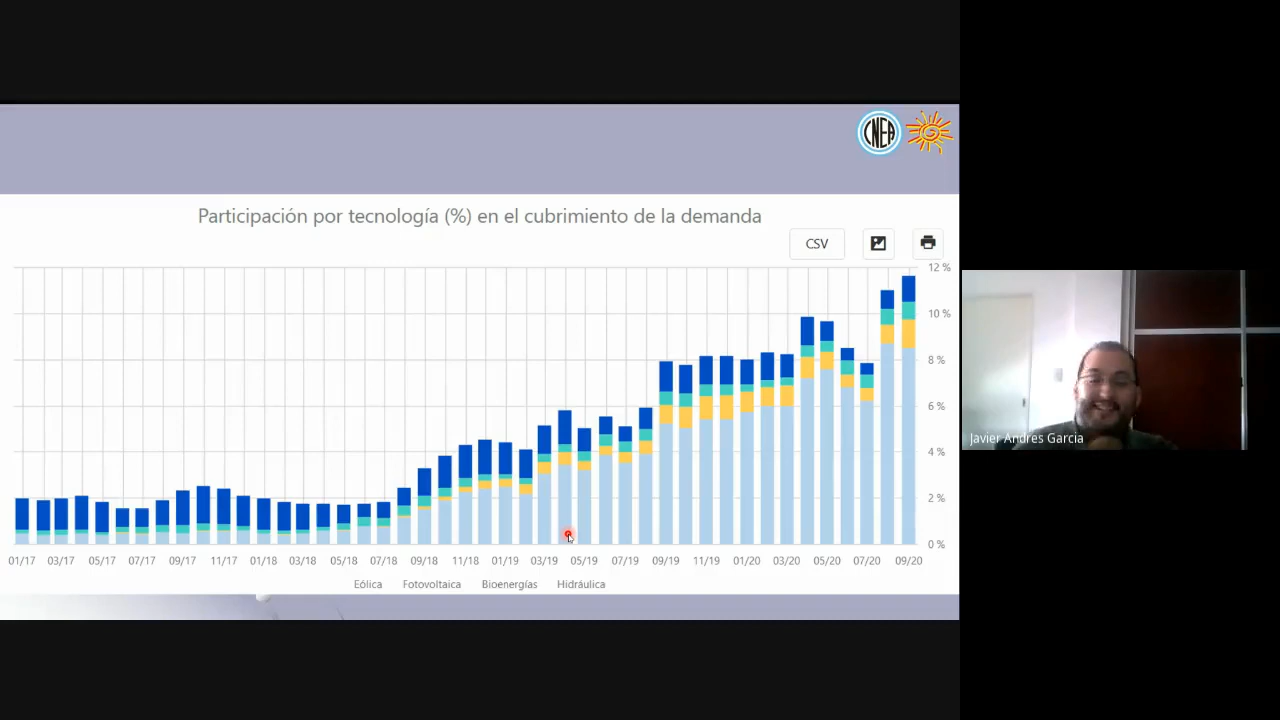 CNEA
Participación por tecnología (%) en el cubrimiento de la demanda
CSV
12 %
10 %
8 %
6 %
4 %
2 %
0 %
01/17 03/17 05/17 07/17 09/17 11/17 01/18 03/18 05/18 07/18 09/18 11/18 01/19 03/19 05/19 07/19 09/19 11/19 01/20 03/20 05/20 07/20 09/20
Eólica Fotovoltaica Bioenergías Hidráulica
Javier Andres Garcia